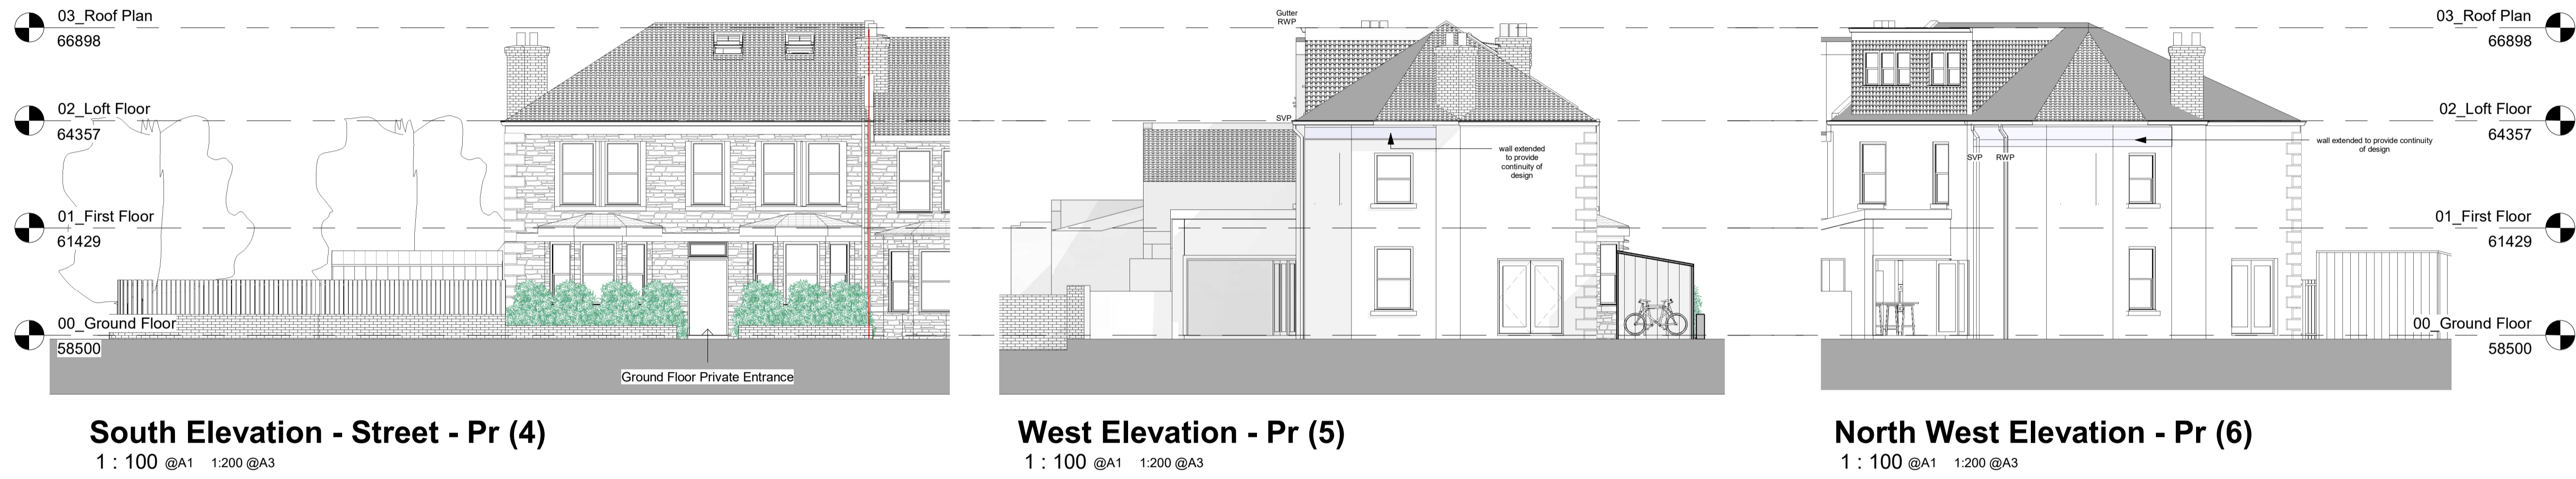 03_Roof Plan
66898
02_Loft Floor
64357
01_First Floor
61429
00_Ground Floor
58500
Ground Floor Private Entrance
South Elevation - Street - Pr (4)
1 : 100 @A1 1:200 @A3
Gutter
RWP
SVP
wall extended
to provide
continuity of
design
West Elevation - Pr (5)
1 : 100 @A1 1:200 @A3
SVP RWP
wall extended to provide continuity
of design
03_Roof Plan
66898
02_Loft Floor
64357
01_First Floor
61429
00_Ground Floor
58500
North West Elevation - Pr (6)
1 : 100 @A1 1:200 @A3